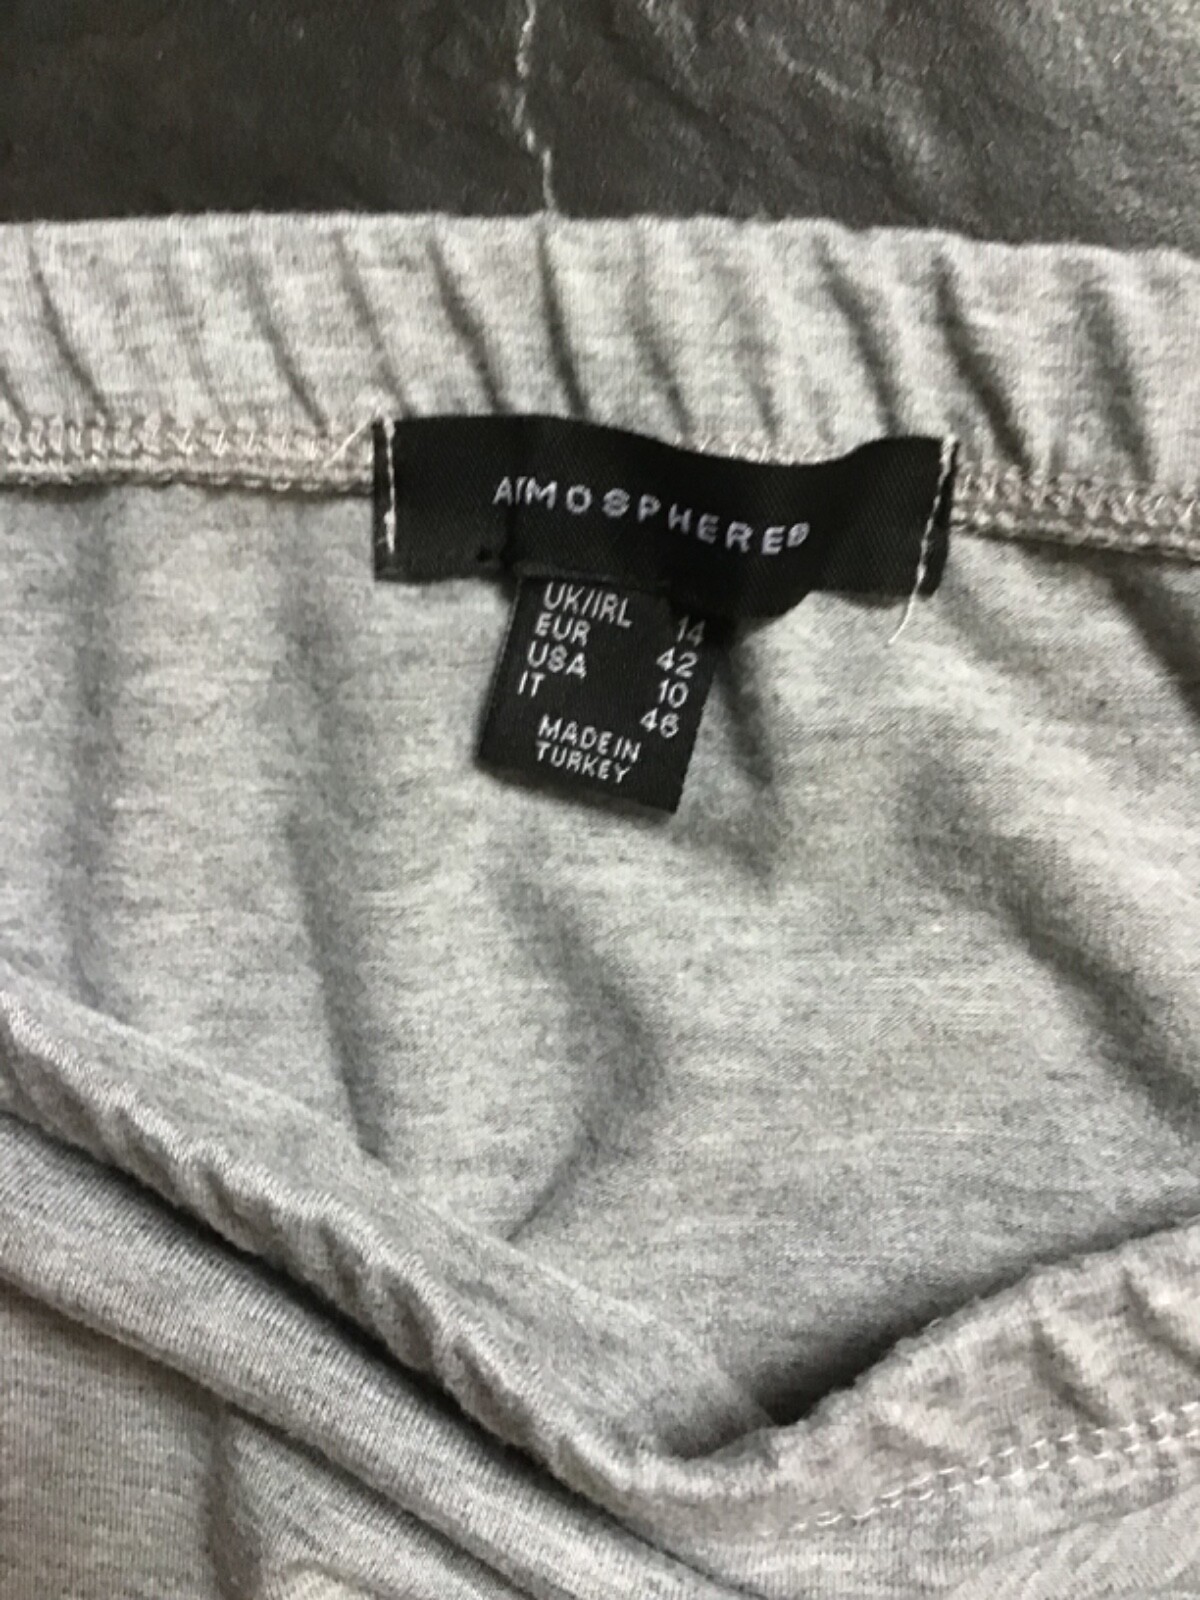 ATMOSPHERE®
UK/IRL 14
EUR 42
USA 10
IT 46
MADE IN
TURKEY